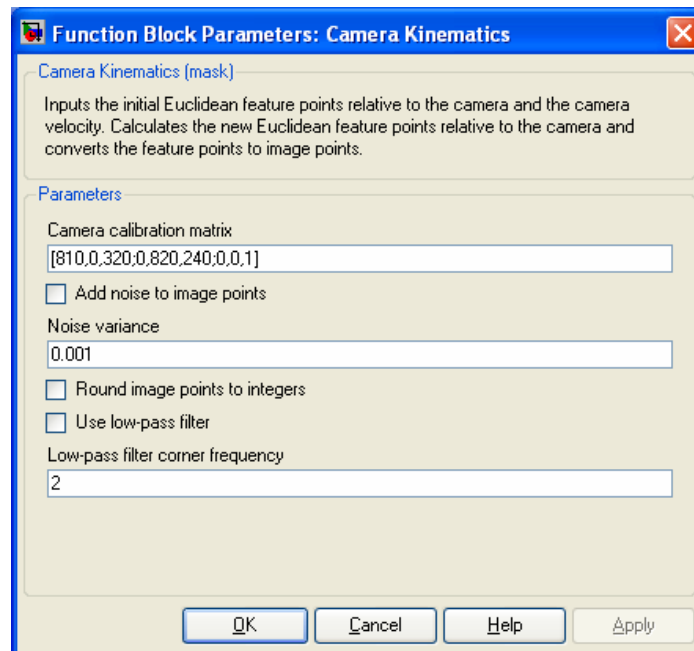 Function Block Parameters: Camera Kinematics
Camera Kinematics (mask)
Inputs the initial Euclidean feature points relative to the camera and the camera
velocity. Calculates the new Euclidean feature points relative to the camera and
converts the feature points to image points.
Parameters
Camera calibration matrix
[810,0,320;0,820,240;0,0,1]
Add noise to image points
Noise variance
0.001
Round image points to integers
Use low-pass filter
Low-pass filter corner frequency
2
OK Cancel Help Apply